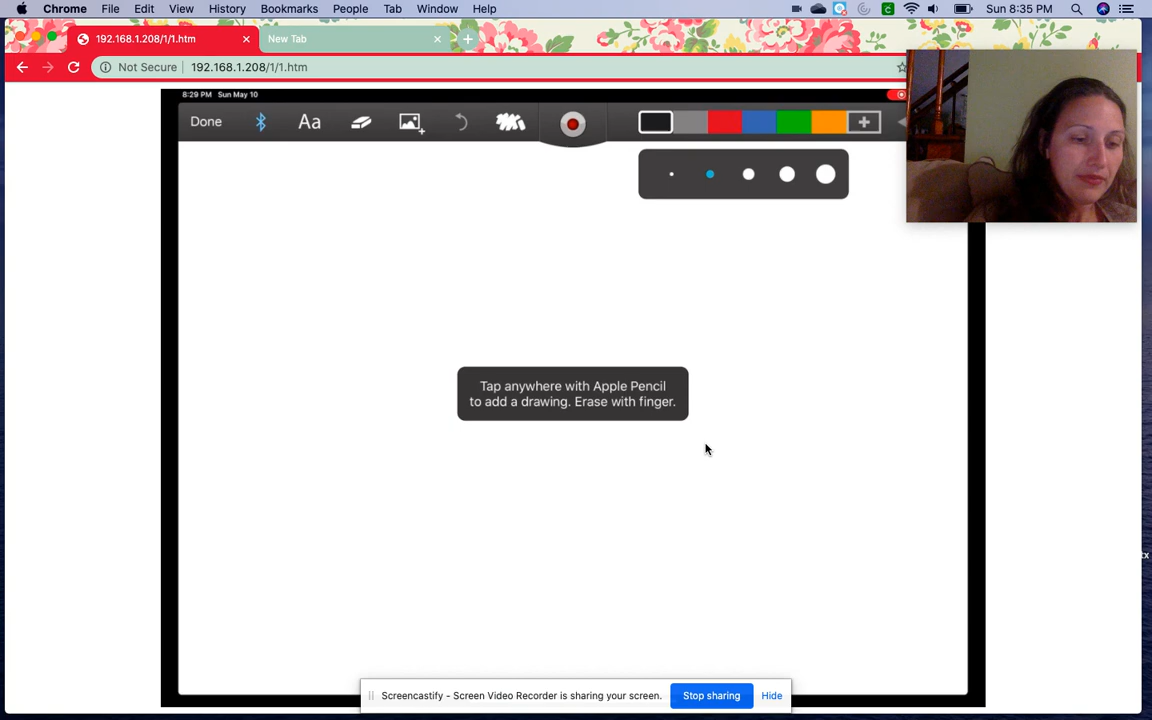 Chrome File Edit View History Bookmarks People Tab Window Help Sun 8:35 PM
192.168.1.208/1/1.htm New Tab
Not Secure 192.168.1.208/1/1.htm
8:29 PM Sun May 10
Done Aa
Tap anywhere with Apple Pencil
to add a drawing. Erase with finger.
Screencastify - Screen Video Recorder is sharing your screen. Stop sharing Hide